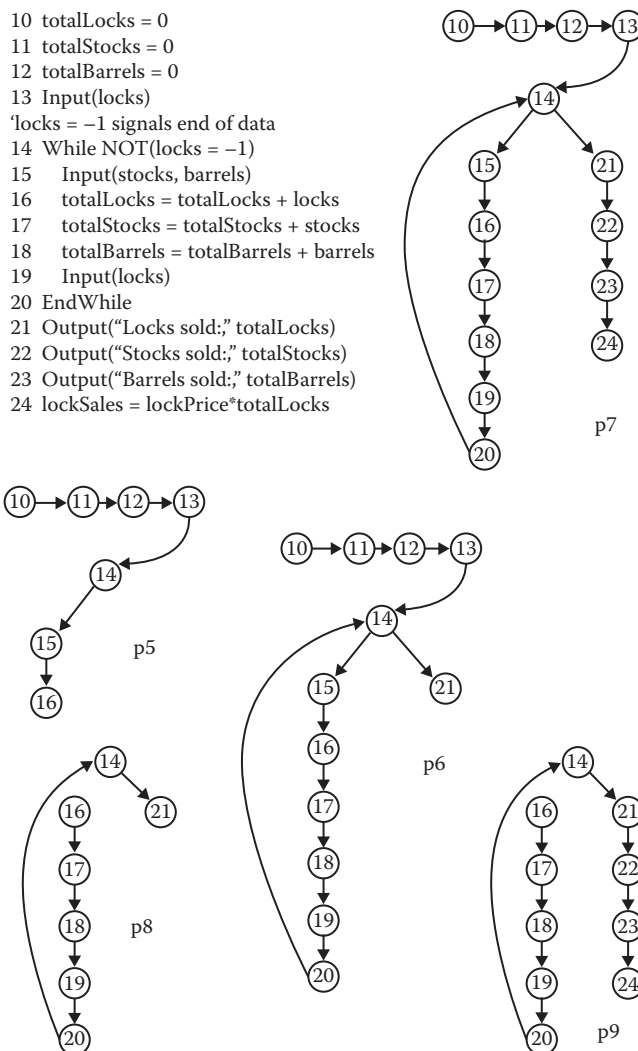 10 totalLocks = 0
11 totalStocks = 0
12 totalBarrels = 0
13 Input(locks)
‘locks = −1 signals end of data
14 While NOT(locks = −1)
15 Input(stocks, barrels)
16 totalLocks = totalLocks + locks
17 totalStocks = totalStocks + stocks
18 totalBarrels = totalBarrels + barrels
19 Input(locks)
20 EndWhile
21 Output(“Locks sold:,” totalLocks)
22 Output(“Stocks sold:,” totalStocks)
23 Output(“Barrels sold:,” totalBarrels)
24 lockSales = lockPrice*totalLocks
10 11 12 13
14
15 21
16 22
17 23
18 24
19
20
p7
10 11 12 13
14
15
16
p5
10 11 12 13
14
15 21
16
17
18
19
20
p6
14
16 21
17
18
19
20
p8
14
16 21
17 22
18 23
19 24
20
p9